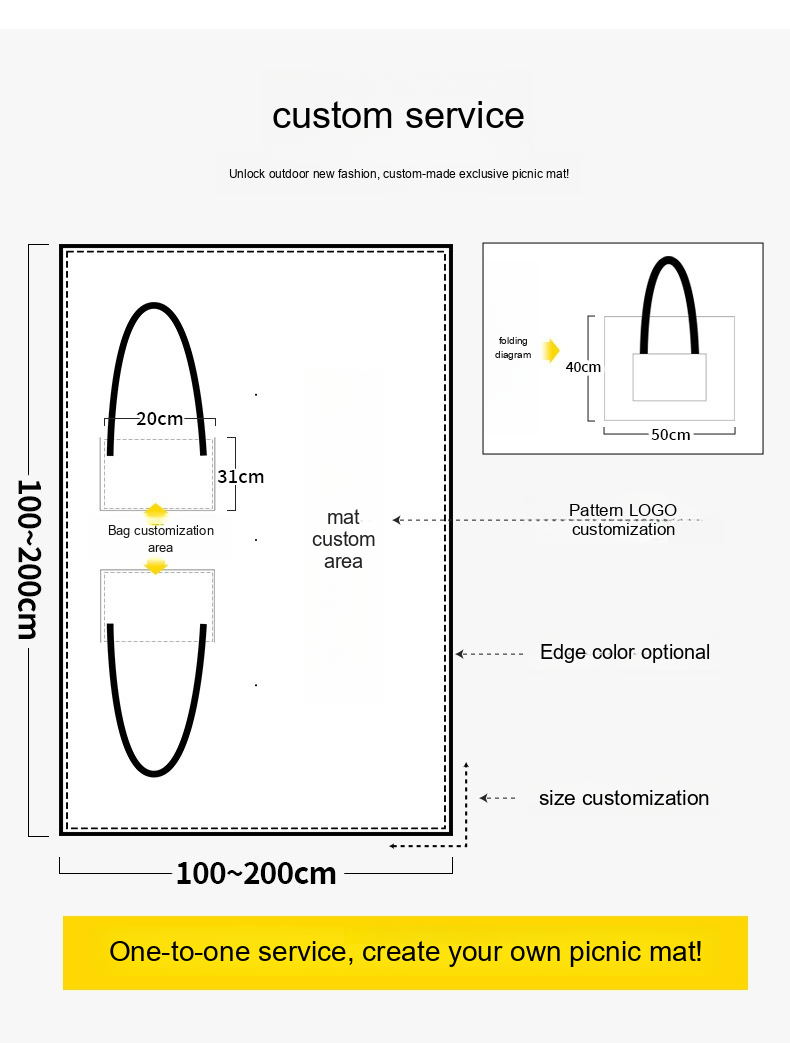 custom service
Unlock outdoor new fashion, custom-made exclusive picnic mat!
folding
diagram
40cm
50cm
20cm
31cm
Bag customization
area
100~200cm
mat
custom
area
Pattern LOGO
customization
Edge color optional
size customization
100~200cm
One-to-one service, create your own picnic mat!